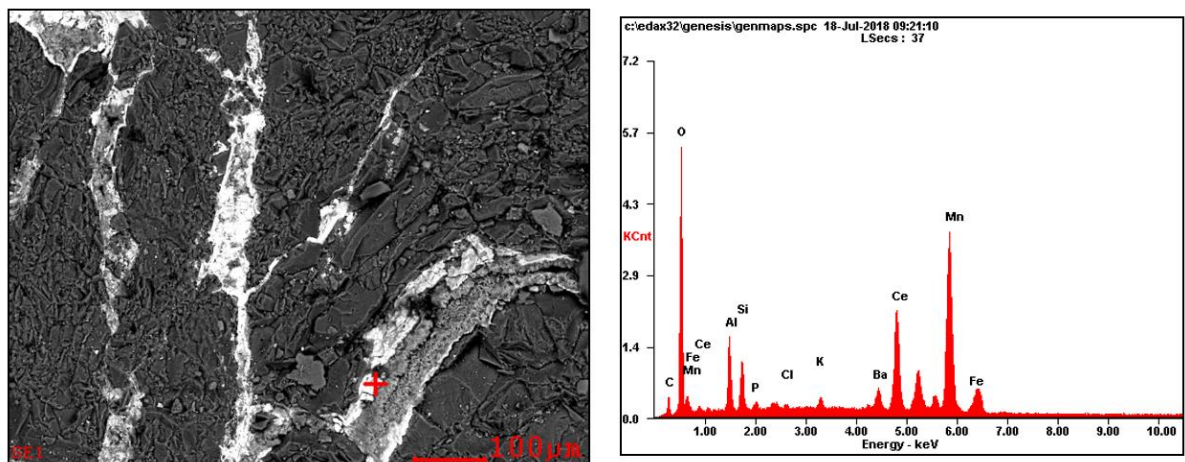 BE1
100µm
c:\edax32\genesis\genmaps.spc 18-Jul-2018 09:21:10
LSecs : 37
7.2
5.7
4.3
KCnt
2.9
1.4
0.0
C
O
Fe
Mn
Ce
Al
Si
P
Cl
K
Ba
Ce
Mn
Fe
1.00 2.00 3.00 4.00 5.00 6.00 7.00 8.00 9.00 10.00
Energy - keV